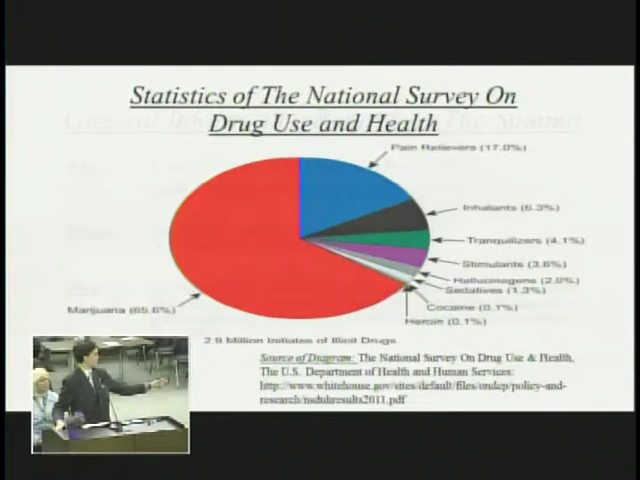 Statistics of The National Survey On
Drug Use and Health
Pain Relievers (17.0%)
Inhalants (6.3%)
Tranquilizers (4.1%)
Stimulants (3.6%)
Hallucinogens (2.0%)
Sedatives (1.3%)
Cocaine (0.1%)
Heroin (0.1%)
Marijuana (65.6%)
2.9 Million Initiates of Illicit Drugs
Source of Diagram: The National Survey On Drug Use & Health,
The U.S. Department of Health and Human Services:
http://www.whitehouse.gov/sites/default/files/ondcp/policy-and-
research/nsduhresults2011.pdf